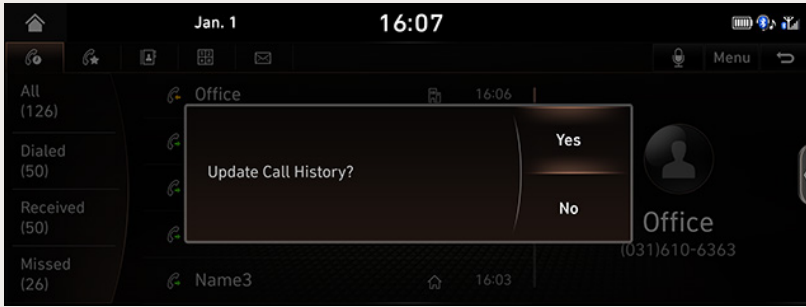 Jan. 1
16:07
Menu
All
(126)
Office
16:06
Dialed
(50)
Update Call History?
Yes
No
Received
(50)
Office
(031)610-6363
Missed
(26)
Name3
16:03